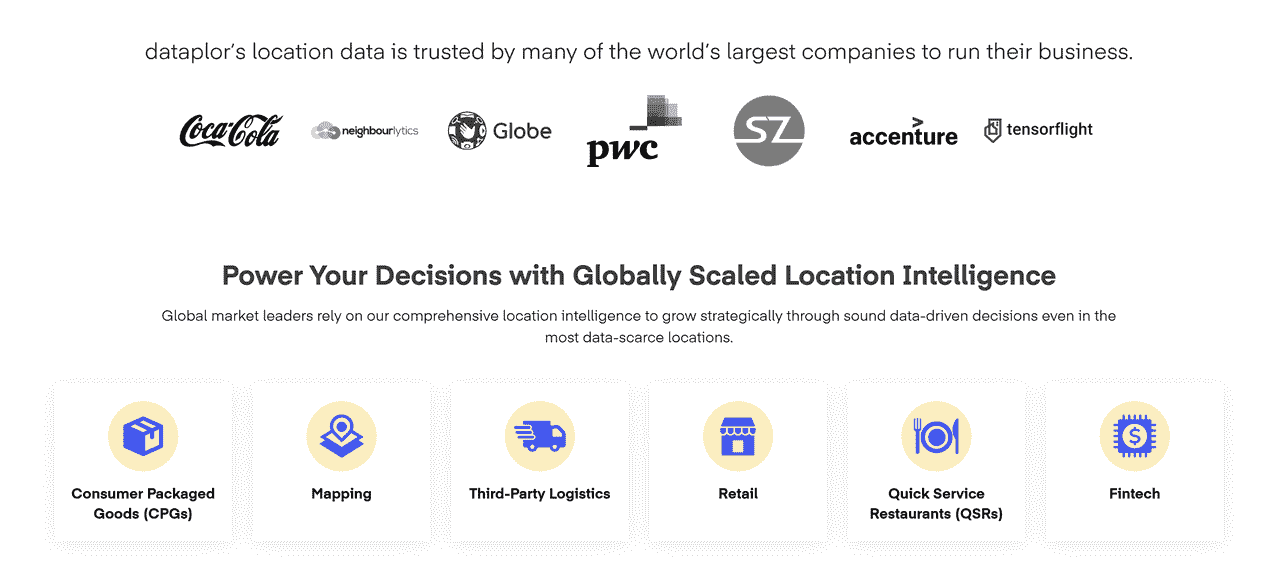 dataplor's location data is trusted by many of the world's largest companies to run their business.
Coca-Cola
neighbourlytics
Globe
pwc
SZ
accenture
tensorflight
Power Your Decisions with Globally Scaled Location Intelligence
Global market leaders rely on our comprehensive location intelligence to grow strategically through sound data-driven decisions even in the
most data-scarce locations.
Consumer Packaged
Goods (CPGs)
Mapping
Third-Party Logistics
Retail
Quick Service
Restaurants (QSRs)
$
Fintech